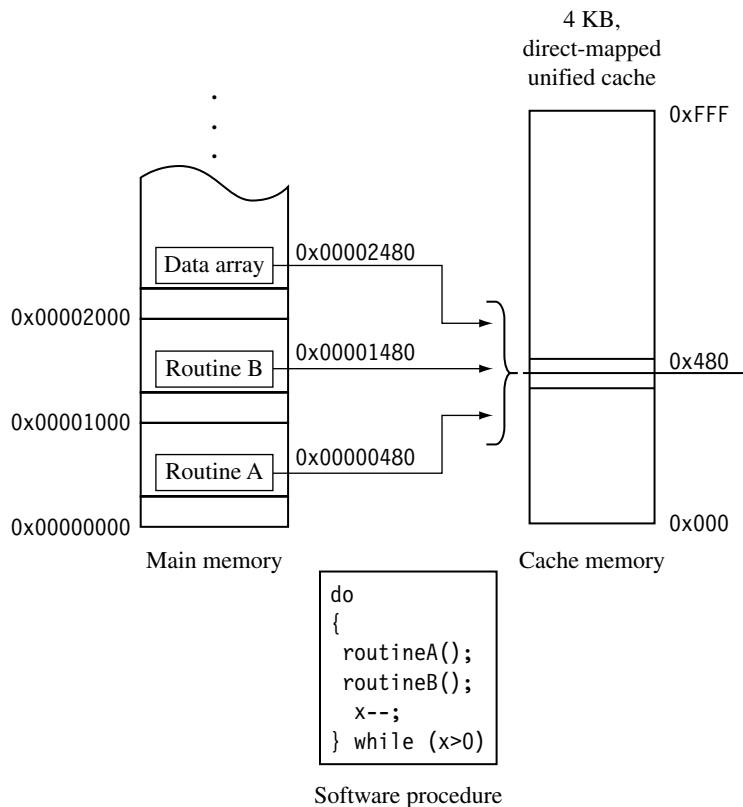 4 KB,
direct-mapped
unified cache
0xFFF
0x00002480
Data array
0x00002000
0x00001480
Routine B
0x480
0x00001000
0x00000480
Routine A
0x00000000
0x000
Main memory
Cache memory
do
{
routineA();
routineB();
x--;
} while (x>0)
Software procedure